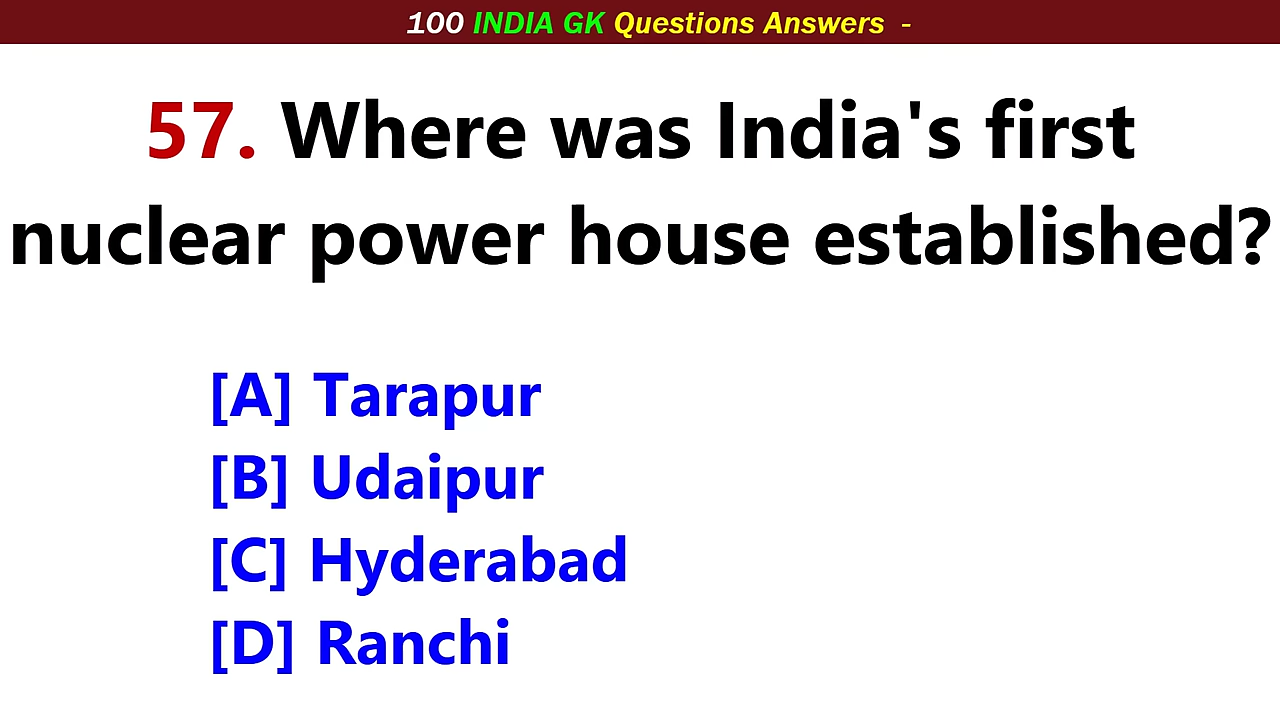 100 INDIA GK Questions Answers -
57. Where was India's first
nuclear power house established?
[A] Tarapur
[B] Udaipur
[C] Hyderabad
[D] Ranchi